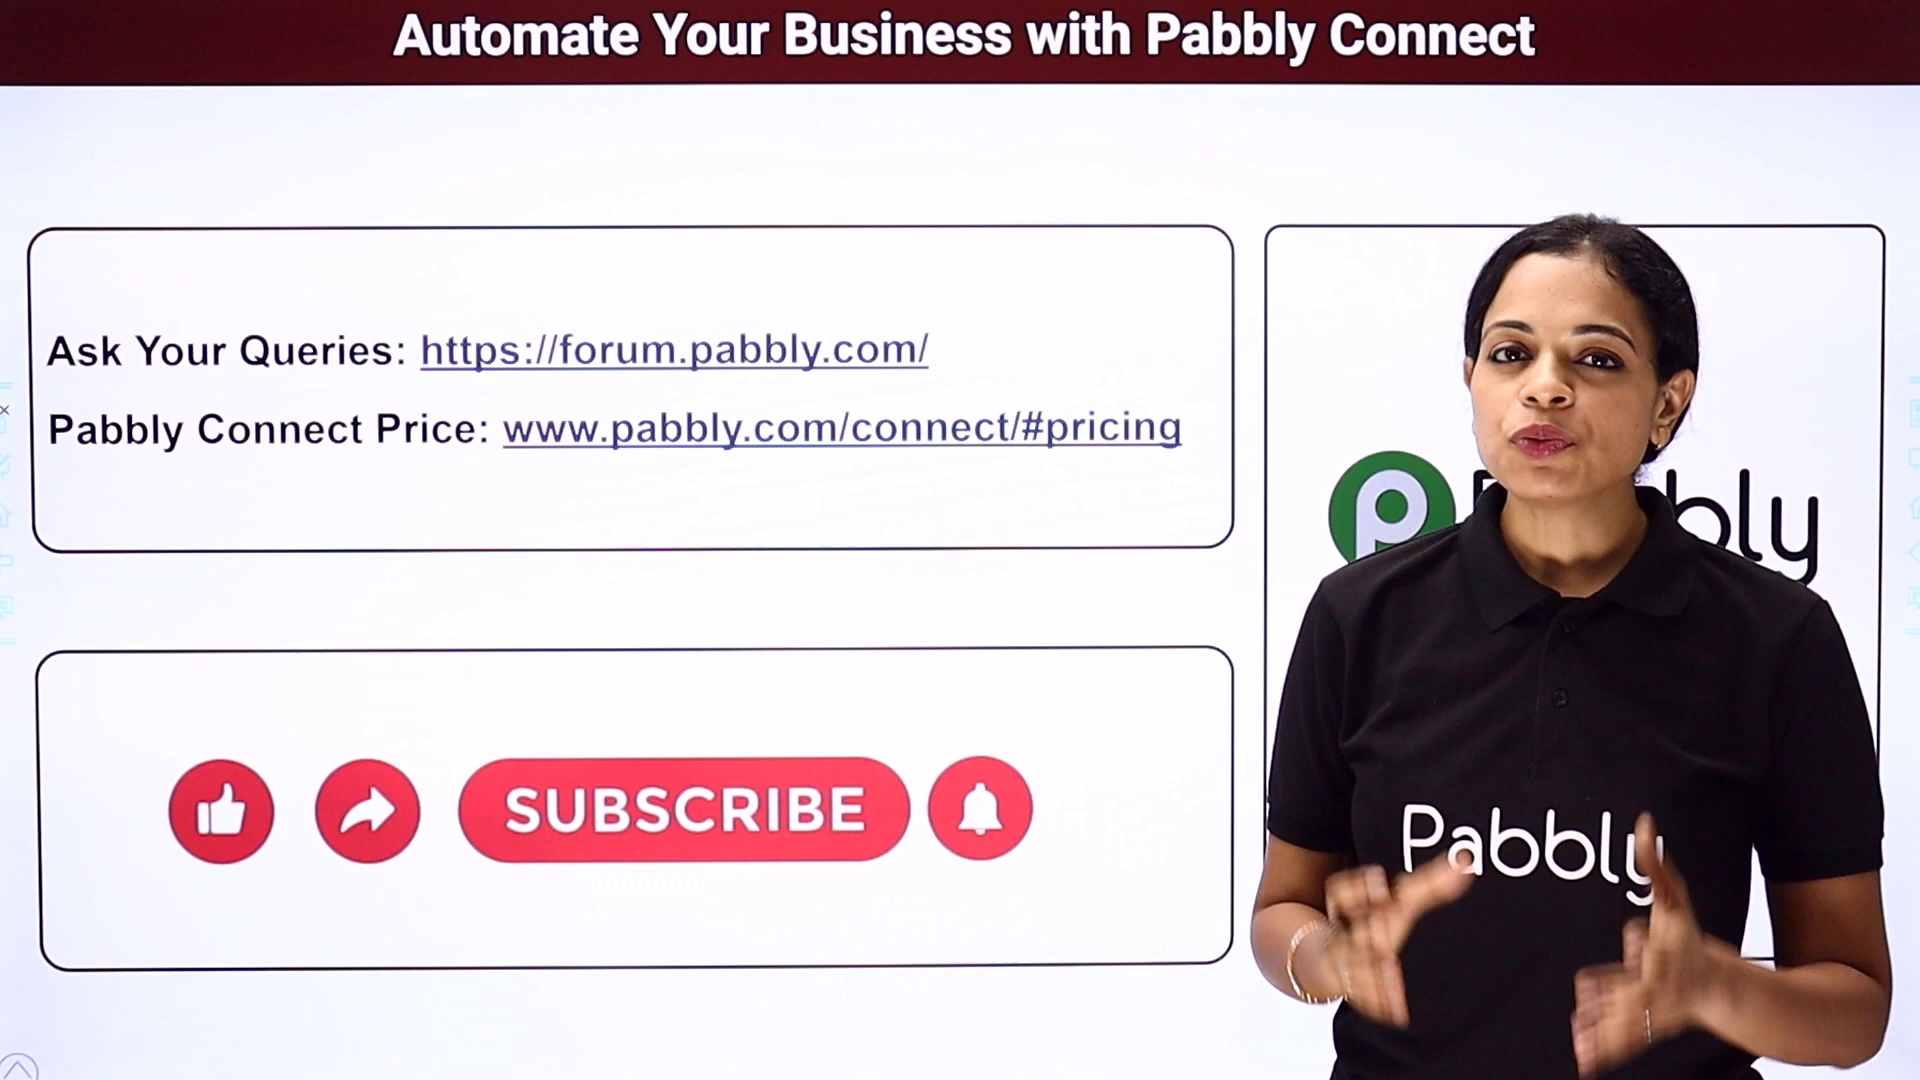 Automate Your Business with Pabbly Connect
Ask Your Queries: https://forum.pabbly.com/
Pabbly Connect Price: www.pabbly.com/connect/#pricing
SUBSCRIBE
Pabbly